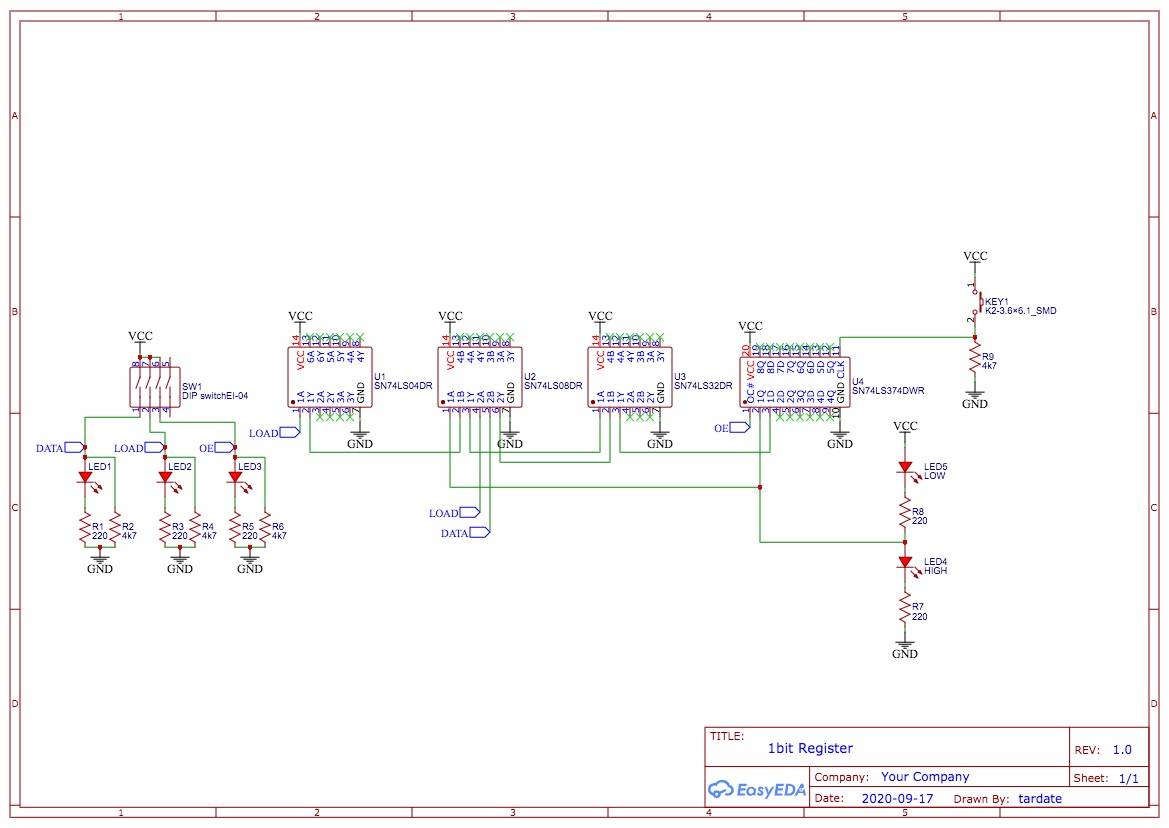 1 2 3 4 5
A A
B B
C C
D D
VCC
8 7 6 5
SW1
DIP switchEI-04
1 2 3 4
DATA
LOAD
OE
LED1
LED2
LED3
R1
220
R2
4k7
R3
220
R4
4k7
R5
220
R6
4k7
GND
GND
GND
VCC
14 13 12 11 10 9 8
VCC 6A 6Y 5A 5Y 4A 4Y
U1
SN74LS04DR
1A 1Y 2A 2Y 3A 3Y GND
1 2 3 4 5 6 7
LOAD
GND
VCC
14 13 12 11 10 9 8
VCC 4B 4A 4Y 3B 3A 3Y
U2
SN74LS08DR
1A 1B 1Y 2A 2B 2Y GND
1 2 3 4 5 6 7
GND
LOAD
DATA
VCC
14 13 12 11 10 9 8
VCC 4B 4A 4Y 3B 3A 3Y
U3
SN74LS32DR
1A 1B 1Y 2A 2B 2Y GND
1 2 3 4 5 6 7
GND
VCC
20 19 18 17 16 15 14 13 12 11
VCC 8Q 8D 7D 7Q 6Q 6D 5D 5Q CLK
U4
SN74LS374DWR
OC# 1Q 1D 2D 2Q 3Q 3D 4D 4Q GND
1 2 3 4 5 6 7 8 9 10
OE
GND
VCC
1
KEY1
K2-3.6×6.1_SMD
2
R9
4k7
GND
VCC
LED5
LOW
R8
220
LED4
HIGH
R7
220
GND
TITLE:
1bit Register
REV: 1.0
EasyEDA
Company: Your Company
Sheet: 1/1
Date: 2020-09-17 Drawn By: tardate
1 2 3 4 5